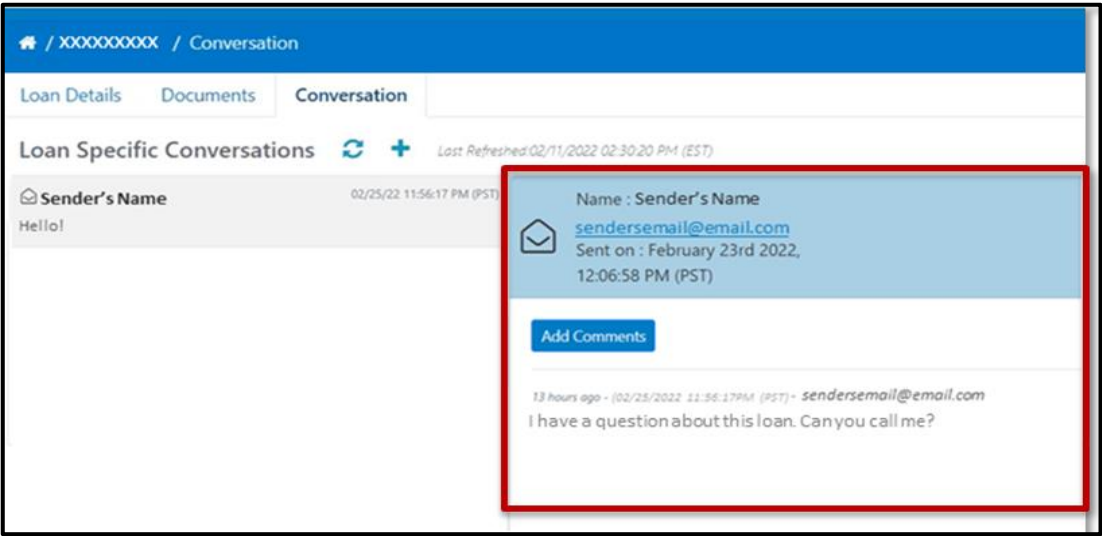 / XXXXXXXXX / Conversation
Loan Details Documents Conversation
Loan Specific Conversations Last Refreshed:02/11/2022 02:30:20 PM (EST)
Sender's Name 02/25/22 11:56:17 PM (PST)
Hello!
Name : Sender's Name
sendersemail@email.com
Sent on : February 23rd 2022,
12:06:58 PM (PST)
Add Comments
13 hours ago - (02/25/2022 11:56:17PM (PST) - sendersemail@email.com
I have a question about this loan. Can you call me?